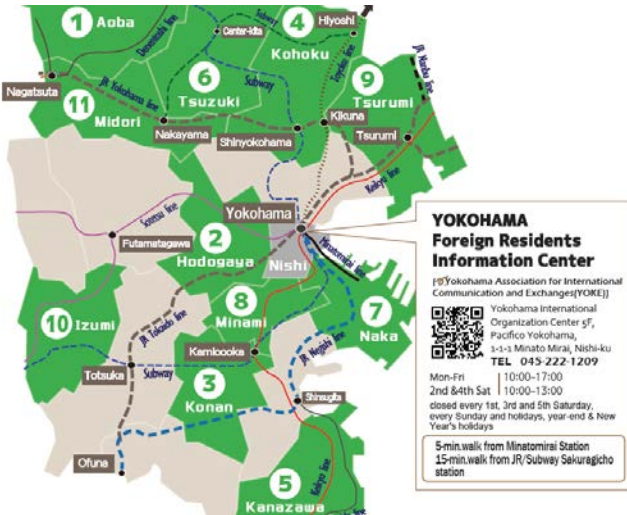 1 Aoba
Denentoshi line
Center-kita
4
Hiyoshi
Kohoku
Subway
Nagatsuta
JR Yokohama line
6
Tsuzuki
Subway
Toyoko line
9
Tsurumi
JR Nanbu line
11
Midori
Nakayama
Shinyokohama
Kikuna
Tsurumi
Keikyu line
Sotetsu line
Yokohama
Futamatagawa
2
Hodogaya
Nishi
Minatomirai line
8
Minami
7
Naka
10 Izumi
JR Tokaido line
Kamioooka
JR Negishi line
Totsuka
Subway
3
Konan
Shinsugita
Ofuna
5
Kanazawa
Keikyu line
YOKOHAMA
Foreign Residents
Information Center
Yokohama Association for International
Communication and Exchanges(YOKE)]
Yokohama International
Organization Center 5F,
Pacifico Yokohama,
1-1-1 Minato Mirai, Nishi-ku
TEL 045-222-1209
Mon-Fri 10:00-17:00
2nd &4th Sat 10:00-13:00
closed every 1st, 3rd and 5th Saturday,
every Sunday and holidays, year-end & New
Year's holidays
5-min.walk from Minatomirai Station
15-min.walk from JR/Subway Sakuragicho
station